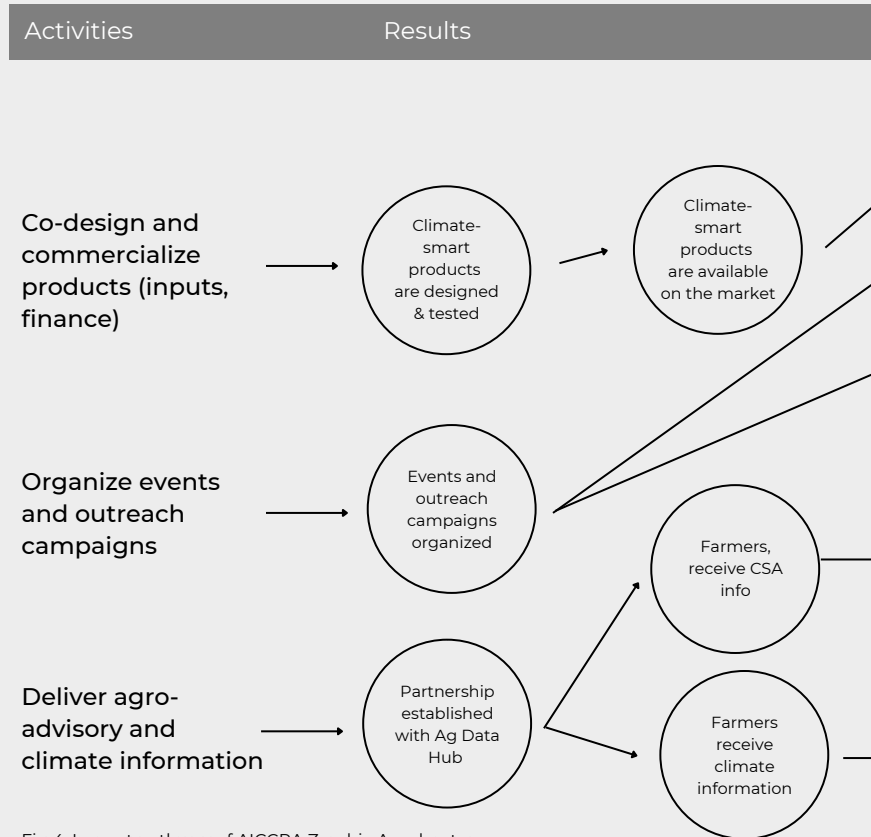 Activities
Results
Co-design and
commercialize
products (inputs,
finance)
Climate-
smart
products
are designed
& tested
Climate-
smart
products
are available
on the market
Organize events
and outreach
campaigns
Events and
outreach
campaigns
organized
Farmers,
receive CSA
info
Deliver agro-
advisory and
climate information
Partnership
established
with Ag Data
Hub
Farmers
receive
climate
information